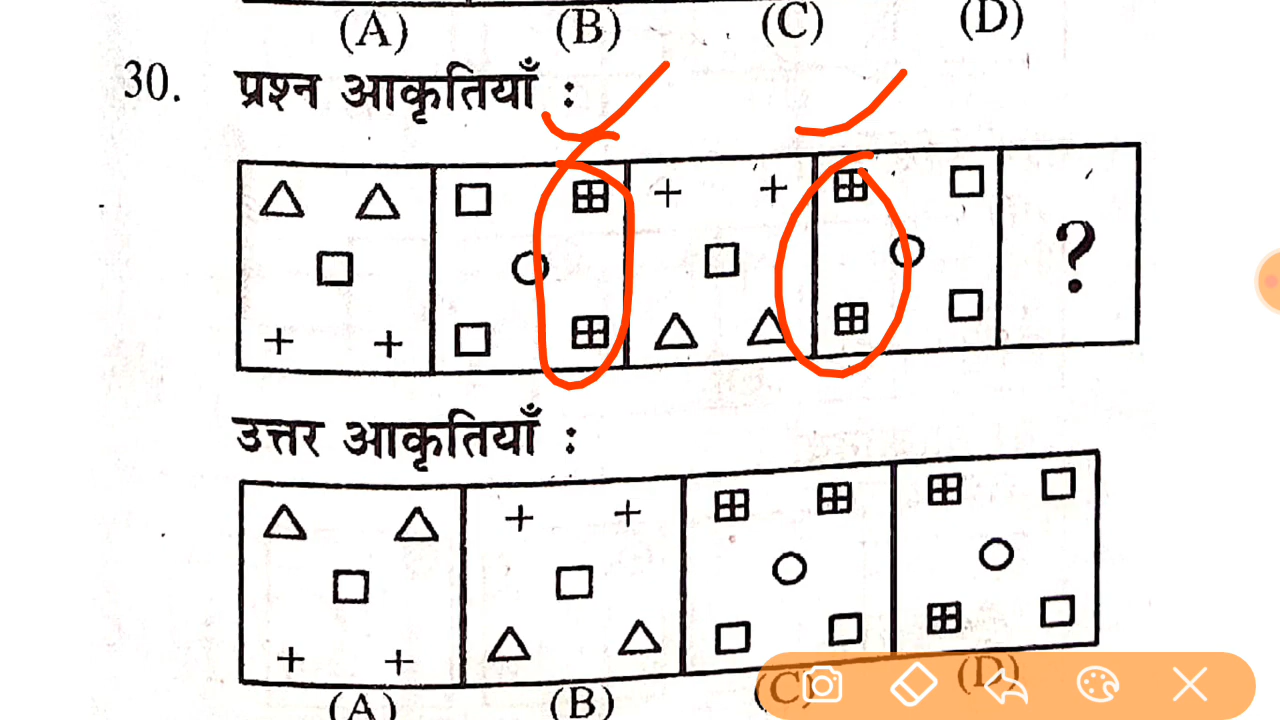 (A) (B) (C) (D)
30. प्रश्न आकृतियाँ :
?
उत्तर आकृतियाँ :
(A) (B) (C) (D)